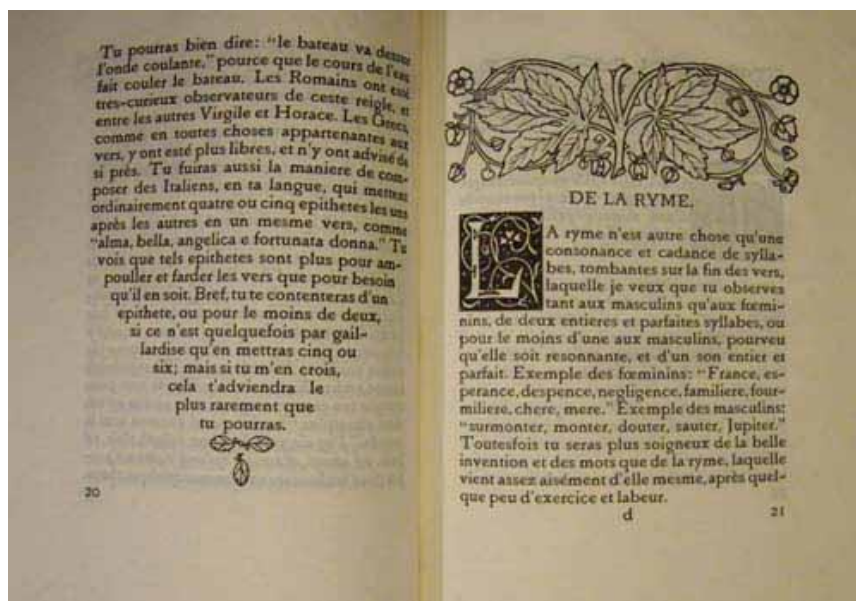 Tu pourras bien dire: "le bateau va dessus
l'onde coulante," pource que le cours de l'eau
fait couler le bateau. Les Romains ont esté
tres-curieux observateurs de ceste reigle, et
entre les autres Virgile et Horace. Les Grecs,
comme en toutes choses appartenantes aux
vers, y ont esté plus libres, et n'y ont advisé de
si près. Tu fuiras aussi la maniere de com-
poser des Italiens, en ta langue, qui mettent
ordinairement quatre ou cinq epithetes les uns
après les autres en un mesme vers, comme
"alma, bella, angelica e fortunata donna." Tu
vois que tels epithetes sont plus pour am-
pouller et farder les vers que pour besoin
qu'il en soit. Bref, tu te contenteras d'un
epithete, ou pour le moins de deux,
si ce n'est quelquefois par gail-
lardise qu'en mettras cinq ou
six; mais si tu m'en crois,
cela t'adviendra le
plus rarement que
tu pourras.
20
DE LA RYME.
LA ryme n'est autre chose qu'une
consonance et cadance de sylla-
bes, tombantes sur la fin des vers,
laquelle je veux que tu observes
tant aux masculins qu'aux fœmi-
nins, de deux entieres et parfaites syllabes, ou
pour le moins d'une aux masculins, pourveu
qu'elle soit resonnante, et d'un son entier et
parfait. Exemple des fœminins: "France, es-
perance, despence, negligence, familiere, four-
miliere, chere, mere." Exemple des masculins:
"surmonter, monter, douter, sauter, Jupiter."
Toutesfois tu seras plus soigneux de la belle
invention et des mots que de la ryme, laquelle
vient assez aisément d'elle mesme, après quel-
que peu d'exercice et labeur.
d
21